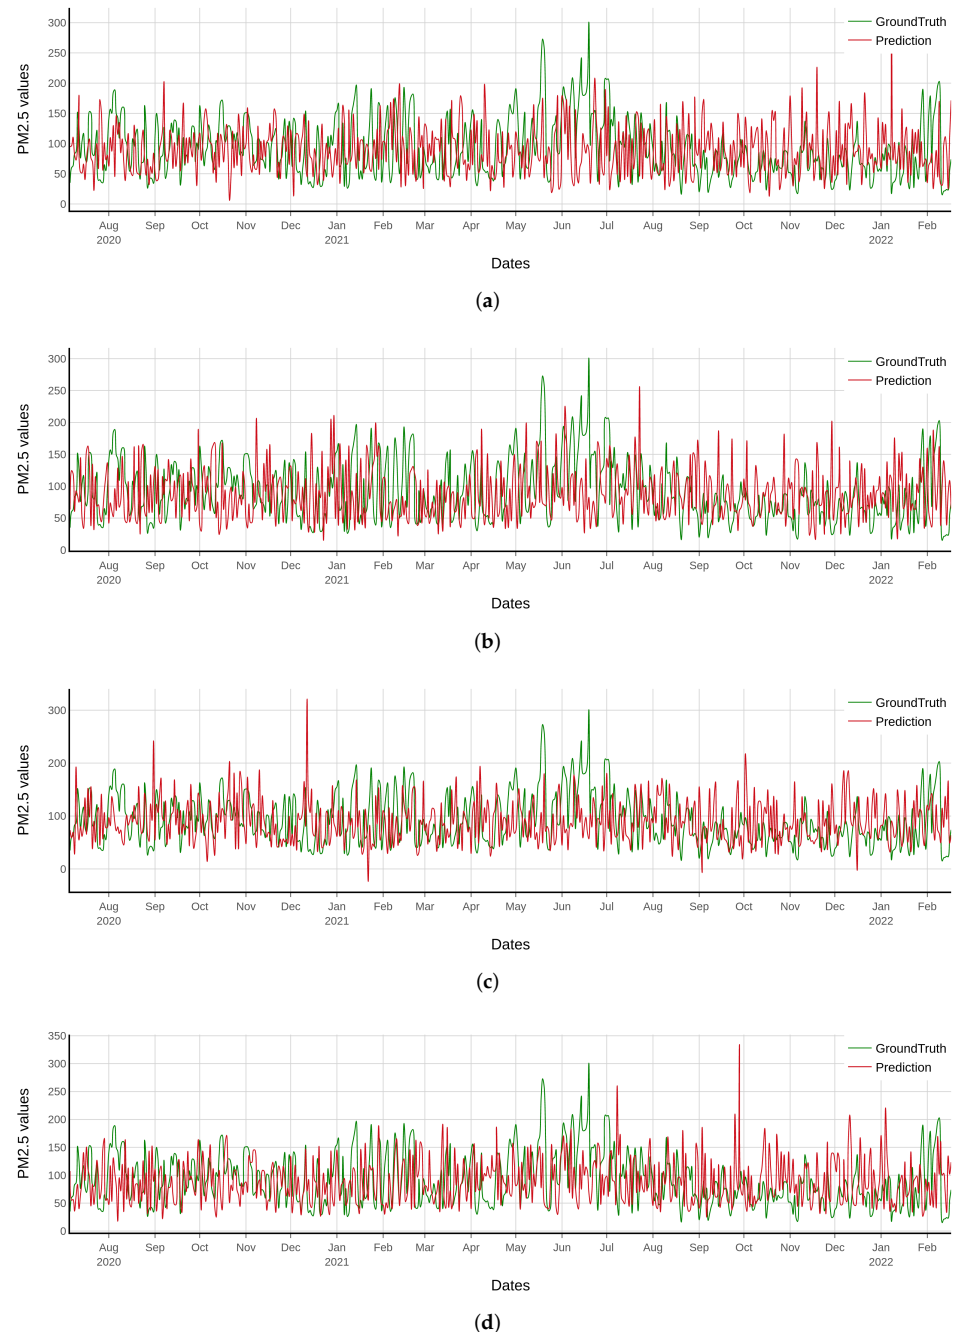 300
250
200
150
100
50
0
PM2.5 values
GroundTruth
Prediction
Aug Sep Oct Nov Dec Jan Feb Mar Apr May Jun Jul Aug Sep Oct Nov Dec Jan Feb
2020 2021 2022
Dates
(a)
300
250
200
150
100
50
0
PM2.5 values
GroundTruth
Prediction
Aug Sep Oct Nov Dec Jan Feb Mar Apr May Jun Jul Aug Sep Oct Nov Dec Jan Feb
2020 2021 2022
Dates
(b)
300
200
100
0
PM2.5 values
GroundTruth
Prediction
Aug Sep Oct Nov Dec Jan Feb Mar Apr May Jun Jul Aug Sep Oct Nov Dec Jan Feb
2020 2021 2022
Dates
(c)
350
300
250
200
150
100
50
0
PM2.5 values
GroundTruth
Prediction
Aug Sep Oct Nov Dec Jan Feb Mar Apr May Jun Jul Aug Sep Oct Nov Dec Jan Feb
2020 2021 2022
Dates
(d)